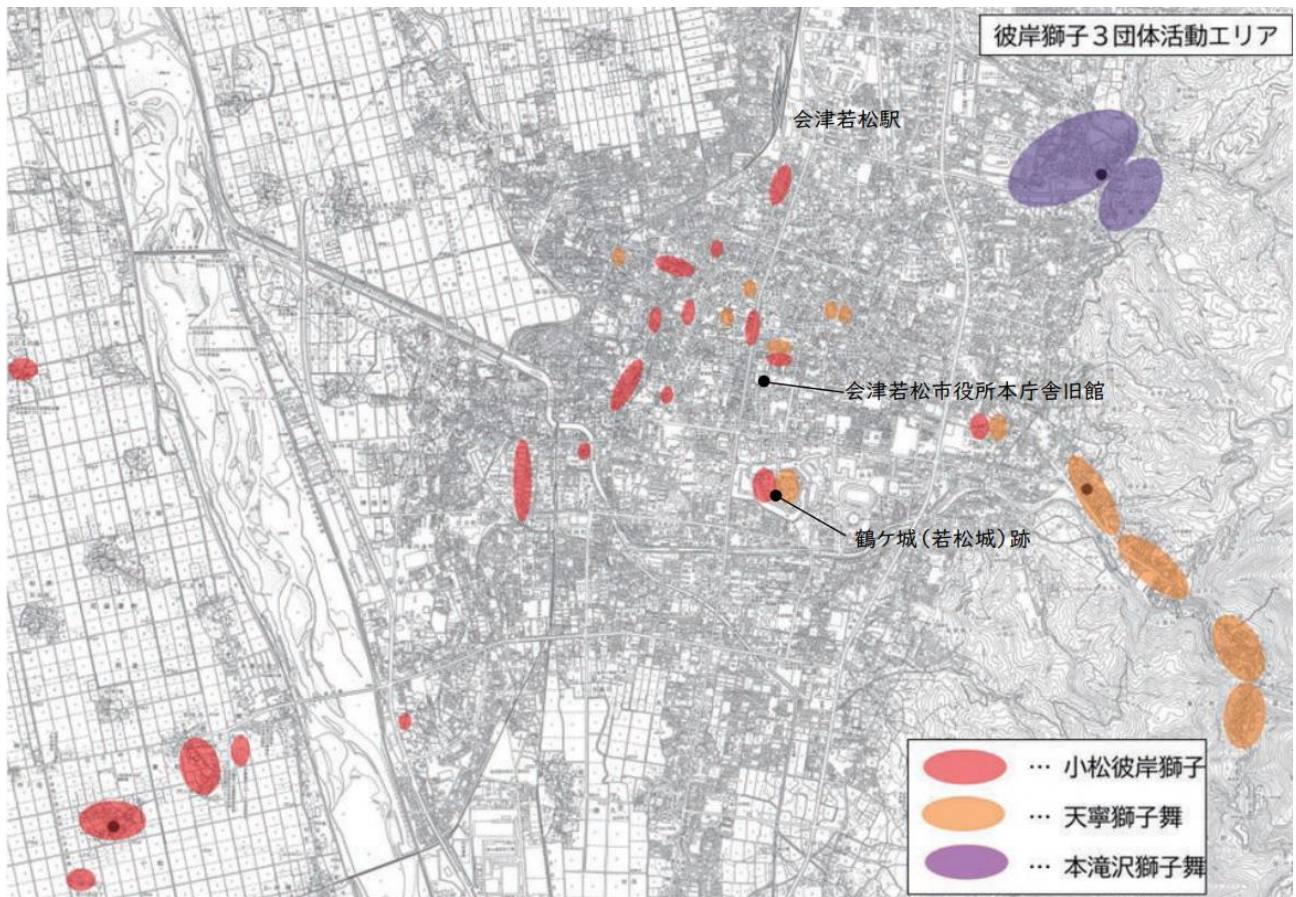 彼岸獅子３団体活動エリア
会津若松駅
会津若松市役所本庁舎旧館
鶴ケ城(若松城)跡
… 小松彼岸獅子
… 天寧獅子舞
… 本滝沢獅子舞